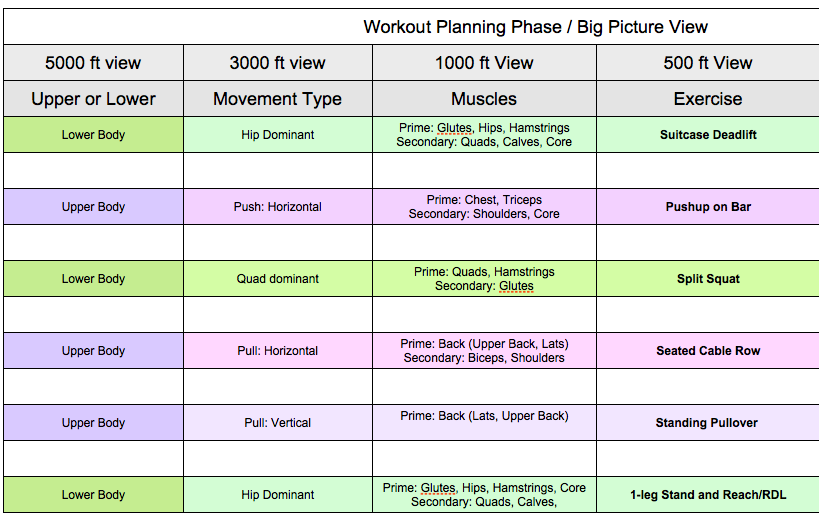 Workout Planning Phase / Big Picture View
5000 ft view 3000 ft view 1000 ft View 500 ft View
Upper or Lower Movement Type Muscles Exercise
Lower Body Hip Dominant Prime: Glutes, Hips, Hamstrings
Secondary: Quads, Calves, Core Suitcase Deadlift
Upper Body Push: Horizontal Prime: Chest, Triceps
Secondary: Shoulders, Core Pushup on Bar
Lower Body Quad dominant Prime: Quads, Hamstrings
Secondary: Glutes Split Squat
Upper Body Pull: Horizontal Prime: Back (Upper Back, Lats)
Secondary: Biceps, Shoulders Seated Cable Row
Upper Body Pull: Vertical Prime: Back (Lats, Upper Back) Standing Pullover
Lower Body Hip Dominant Prime: Glutes, Hips, Hamstrings, Core
Secondary: Quads, Calves, 1-leg Stand and Reach/RDL